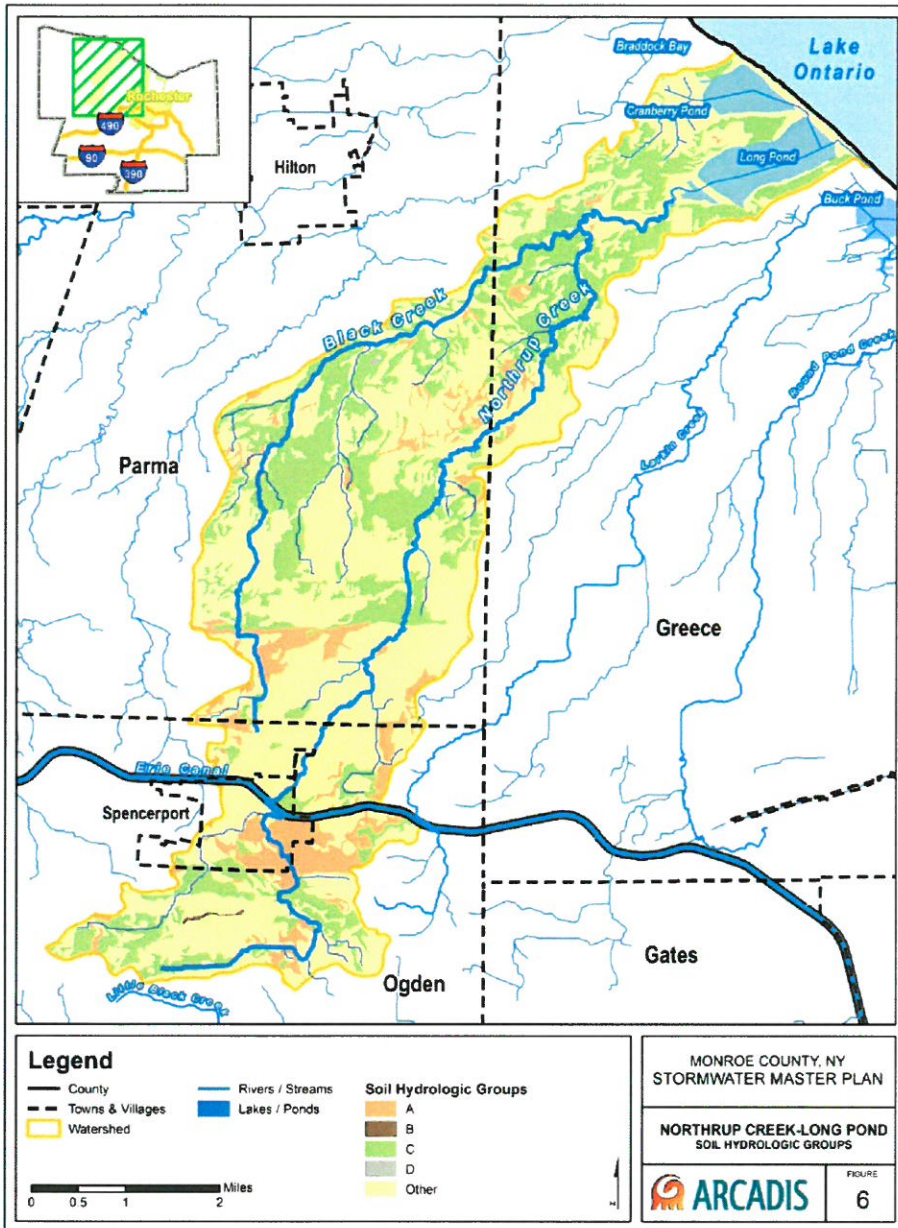 Lake
Ontario
Braddock Bay
Cranberry Pond
Long Pond
Buck Pond
Rochester
490
90
390
Hilton
Black Creek
Northrup Creek
Round Pond Creek
Larkin Creek
Parma
Greece
Erie Canal
Spencerport
Gates
Ogden
Little Black Creek
Legend
County
Towns & Villages
Watershed
Rivers / Streams
Lakes / Ponds
Soil Hydrologic Groups
A
B
C
D
Other
Miles
0 0.5 1 2
N
MONROE COUNTY, NY
STORMWATER MASTER PLAN
NORTHRUP CREEK-LONG POND
SOIL HYDROLOGIC GROUPS
ARCADIS
FIGURE
6